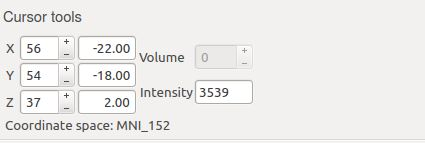 Cursor tools
X 56 + − -22.00 Volume 0 + −
Y 54 + − -18.00
Z 37 + − 2.00 Intensity 3539
Coordinate space: MNI_152